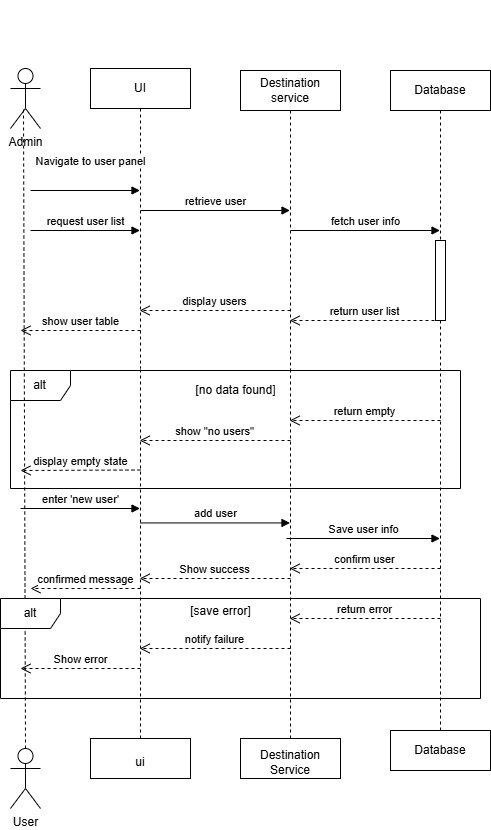 UI
Destination
service
Database
Admin
Navigate to user panel
retrieve user
request user list
fetch user info
display users
return user list
show user table
alt
[no data found]
return empty
show "no users"
display empty state
enter 'new user'
add user
Save user info
confirm user
Show success
confirmed message
alt
[save error]
return error
notify failure
Show error
ui
Destination
Service
Database
User